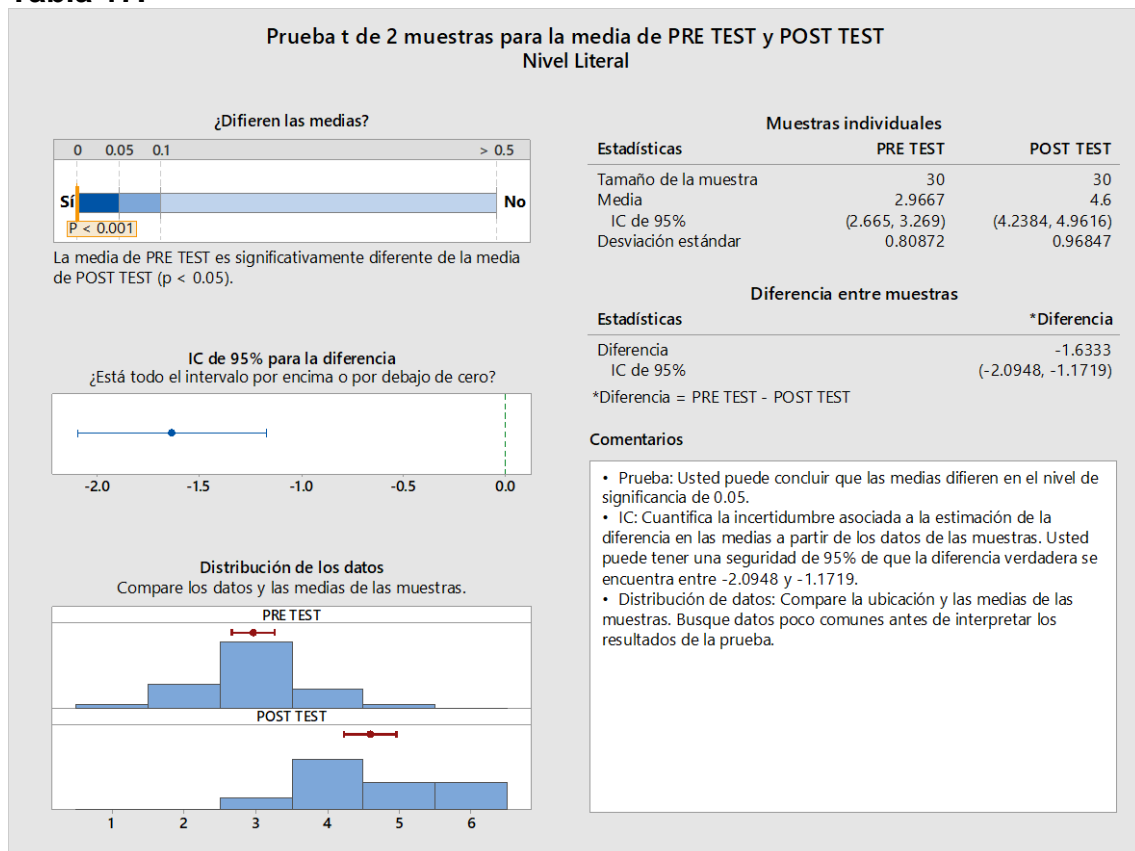 Prueba t de 2 muestras para la media de PRE TEST y POST TEST
Nivel Literal
¿Difieren las medias?
0 0.05 0.1 > 0.5
Sí No
P < 0.001
La media de PRE TEST es significativamente diferente de la media
de POST TEST (p < 0.05).
IC de 95% para la diferencia
¿Está todo el intervalo por encima o por debajo de cero?
-2.0 -1.5 -1.0 -0.5 0.0
Distribución de los datos
Compare los datos y las medias de las muestras.
PRE TEST
POST TEST
1 2 3 4 5 6
Muestras individuales
Estadísticas PRE TEST POST TEST
Tamaño de la muestra 30 30
Media 2.9667 4.6
IC de 95% (2.665, 3.269) (4.2384, 4.9616)
Desviación estándar 0.80872 0.96847
Diferencia entre muestras
Estadísticas *Diferencia
Diferencia -1.6333
IC de 95% (-2.0948, -1.1719)
*Diferencia = PRE TEST - POST TEST
Comentarios
• Prueba: Usted puede concluir que las medias difieren en el nivel de
significancia de 0.05.
• IC: Cuantifica la incertidumbre asociada a la estimación de la
diferencia en las medias a partir de los datos de las muestras. Usted
puede tener una seguridad de 95% de que la diferencia verdadera se
encuentra entre -2.0948 y -1.1719.
• Distribución de datos: Compare la ubicación y las medias de las
muestras. Busque datos poco comunes antes de interpretar los
resultados de la prueba.